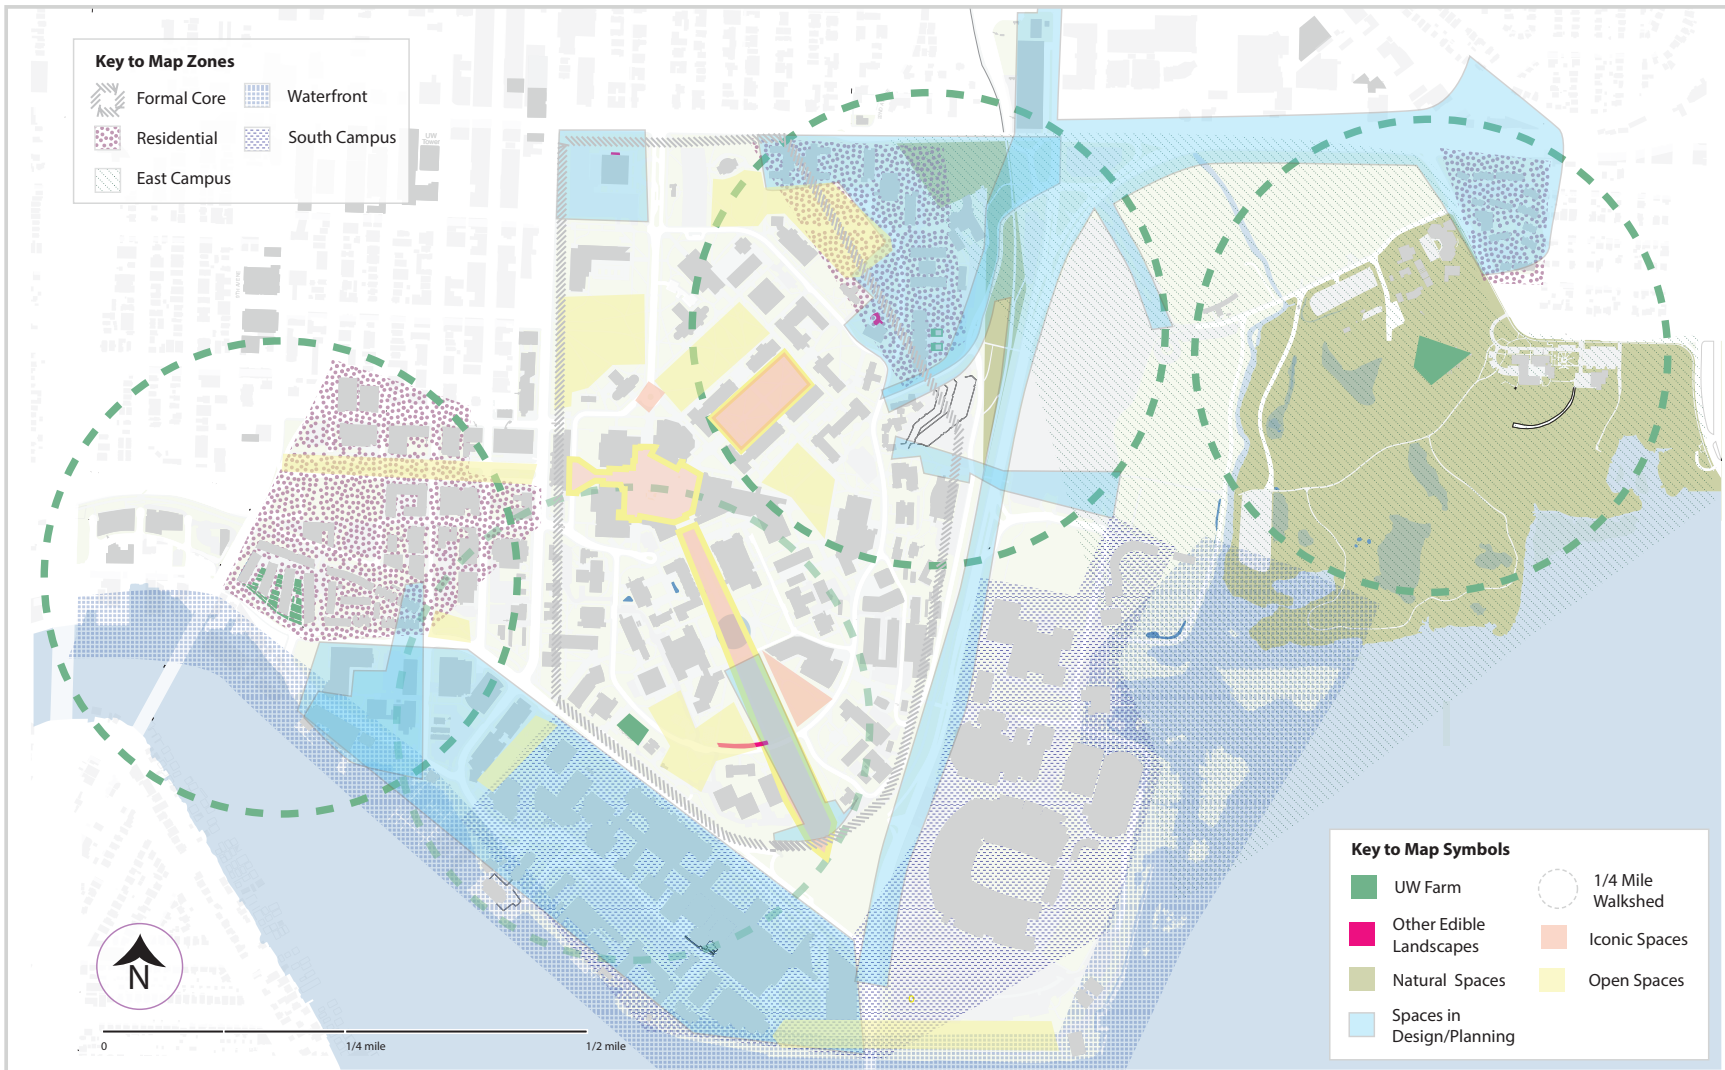 Key to Map Zones
Formal Core
Waterfront
Residential
South Campus
East Campus
UW
Tower
Key to Map Symbols
UW Farm
1/4 Mile
Walkshed
Other Edible
Landscapes
Iconic Spaces
Natural Spaces
Open Spaces
Spaces in
Design/Planning
N
0
1/4 mile
1/2 mile